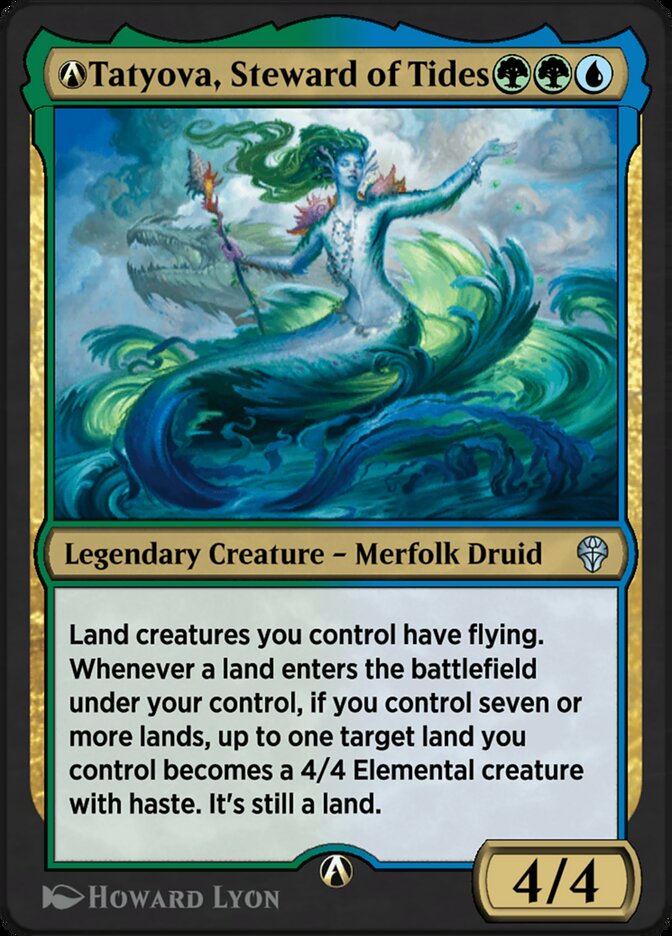 Tatyova, Steward of Tides
Legendary Creature – Merfolk Druid
Land creatures you control have flying.
Whenever a land enters the battlefield
under your control, if you control seven or
more lands, up to one target land you
control becomes a 4/4 Elemental creature
with haste. It's still a land.
4/4
Howard Lyon